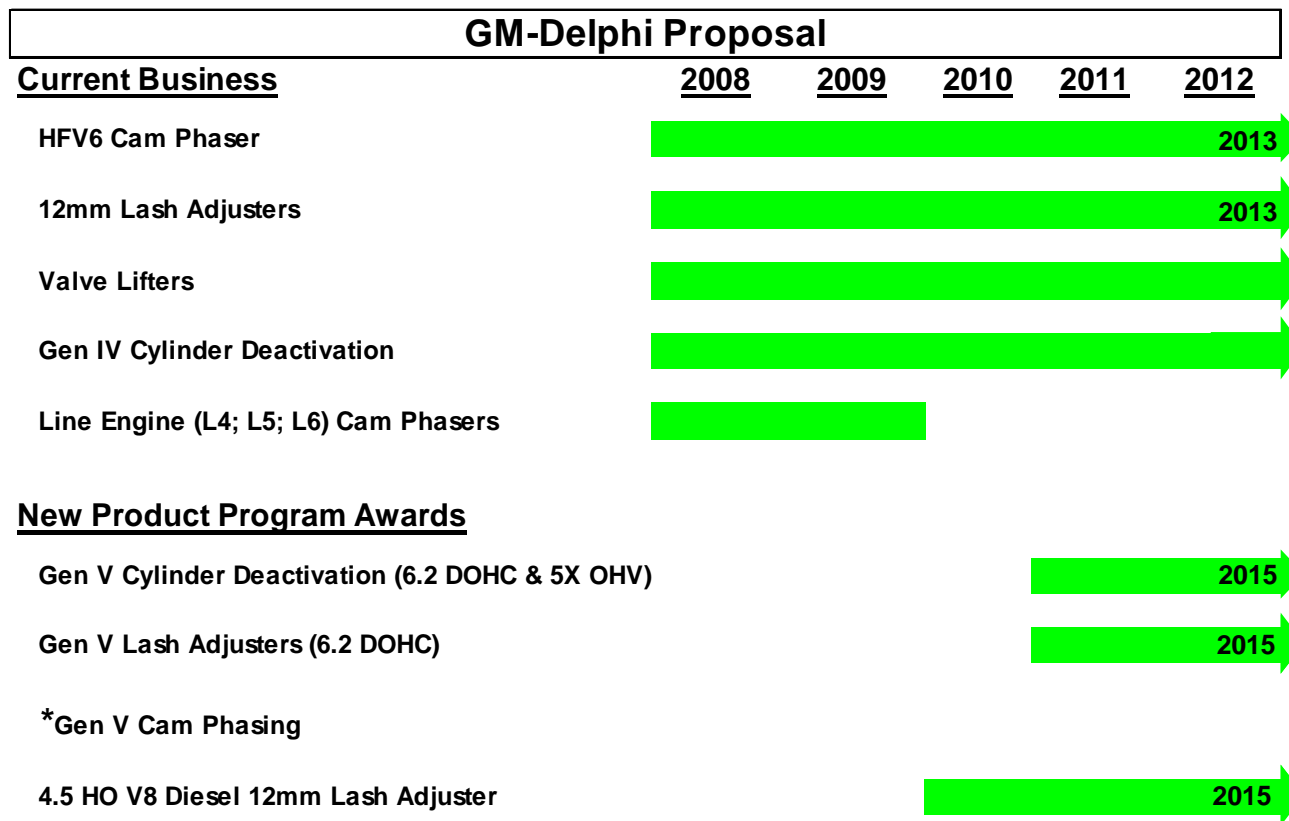 GM-Delphi Proposal
Current Business 2008 2009 2010 2011 2012
HFV6 Cam Phaser 2013
12mm Lash Adjusters 2013
Valve Lifters
Gen IV Cylinder Deactivation
Line Engine (L4; L5; L6) Cam Phasers
New Product Program Awards
Gen V Cylinder Deactivation (6.2 DOHC & 5X OHV) 2015
Gen V Lash Adjusters (6.2 DOHC) 2015
*Gen V Cam Phasing
4.5 HO V8 Diesel 12mm Lash Adjuster 2015